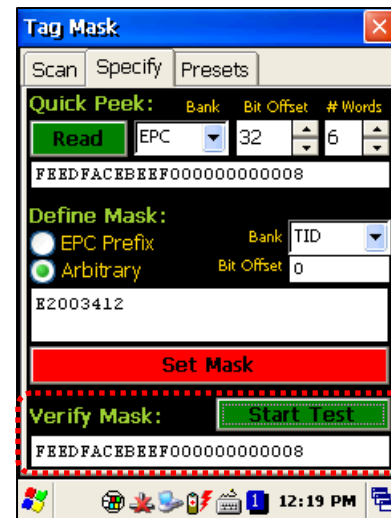 Tag Mask
Scan Specify Presets
Quick Peek: Bank Bit Offset # Words
Read EPC 32 6
FEEDFACEBEEF000000000008
Define Mask:
EPC Prefix Bank TID
Arbitrary Bit Offset 0
E2003412
Set Mask
Verify Mask: Start Test
FEEDFACEBEEF000000000008
1 12:19 PM